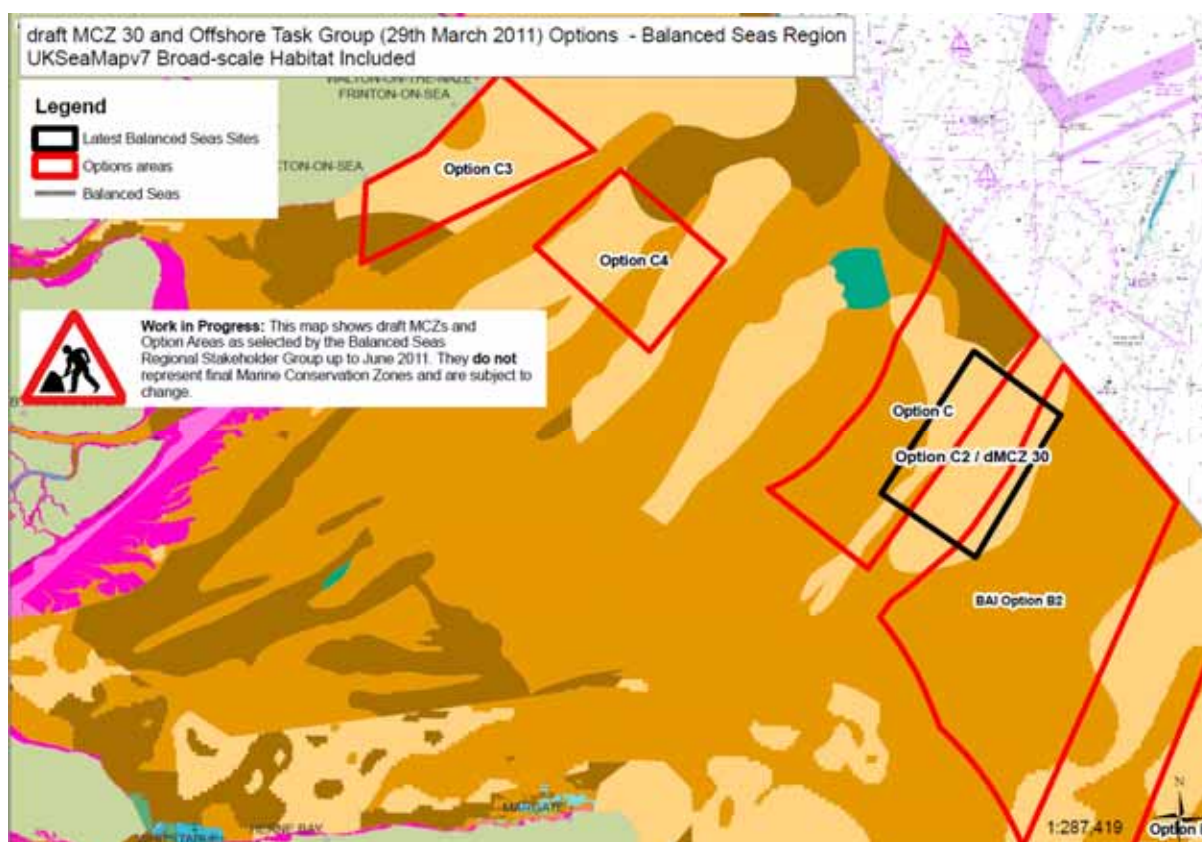 draft MCZ 30 and Offshore Task Group (29th March 2011) Options - Balanced Seas Region
UKSeaMapv7 Broad-scale Habitat Included
WALTON-ON-THE-NAZE
FRINTON-ON-SEA
Legend
Latest Balanced Seas Sites
Options areas
Balanced Seas
CTON-ON-SEA
Option C3
Option C4
Work in Progress: This map shows draft MCZs and
Option Areas as selected by the Balanced Seas
Regional Stakeholder Group up to June 2011. They do not
represent final Marine Conservation Zones and are subject to
change.
Option C
Option C2 / dMCZ 30
BAI Option B2
MARGATE
HERNE BAY
N
1:287,419
Option